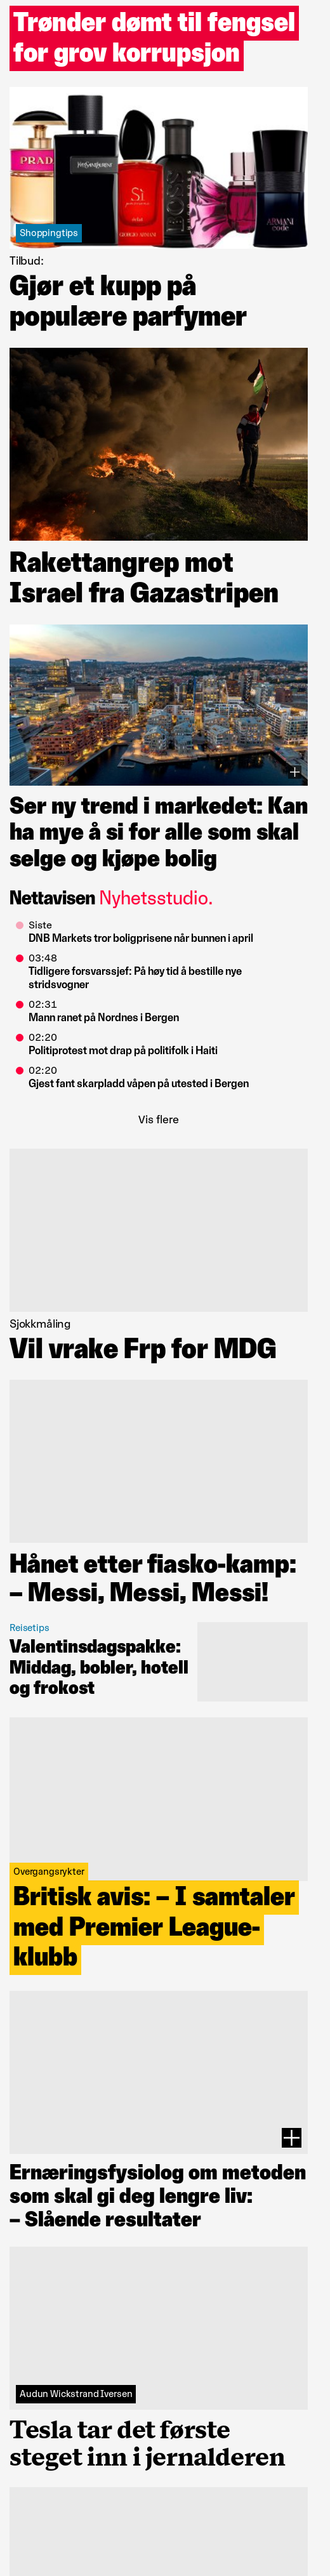 Trønder dømt til fengsel
for grov korrupsjon
PRADA
YVESSAINTLAURENT
Sì
GIORGIO ARMANI
BOSS
ARMANI
code
Shoppingtips
Tilbud:
Gjør et kupp på
populære parfymer
Rakettangrep mot
Israel fra Gazastripen
Ser ny trend i markedet: Kan
ha mye å si for alle som skal
selge og kjøpe bolig
Nettavisen Nyhetsstudio.
Siste
DNB Markets tror boligprisene når bunnen i april
03:48
Tidligere forsvarssjef: På høy tid å bestille nye
stridsvogner
02:31
Mann ranet på Nordnes i Bergen
02:20
Politiprotest mot drap på politifolk i Haiti
02:20
Gjest fant skarpladd våpen på utested i Bergen
Vis flere
Sjokkmåling
Vil vrake Frp for MDG
Hånet etter fiasko-kamp:
– Messi, Messi, Messi!
Reisetips
Valentinsdagspakke:
Middag, bobler, hotell
og frokost
Overgangsrykter
Britisk avis: – I samtaler
med Premier League-
klubb
Ernæringsfysiolog om metoden
som skal gi deg lengre liv:
– Slående resultater
Audun Wickstrand Iversen
Tesla tar det første
steget inn i jernalderen